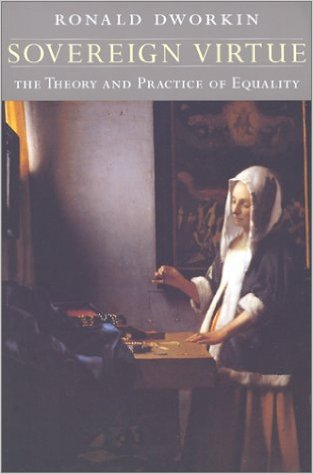 RONALD DWORKIN
SOVEREIGN VIRTUE
THE THEORY AND PRACTICE OF EQUALITY